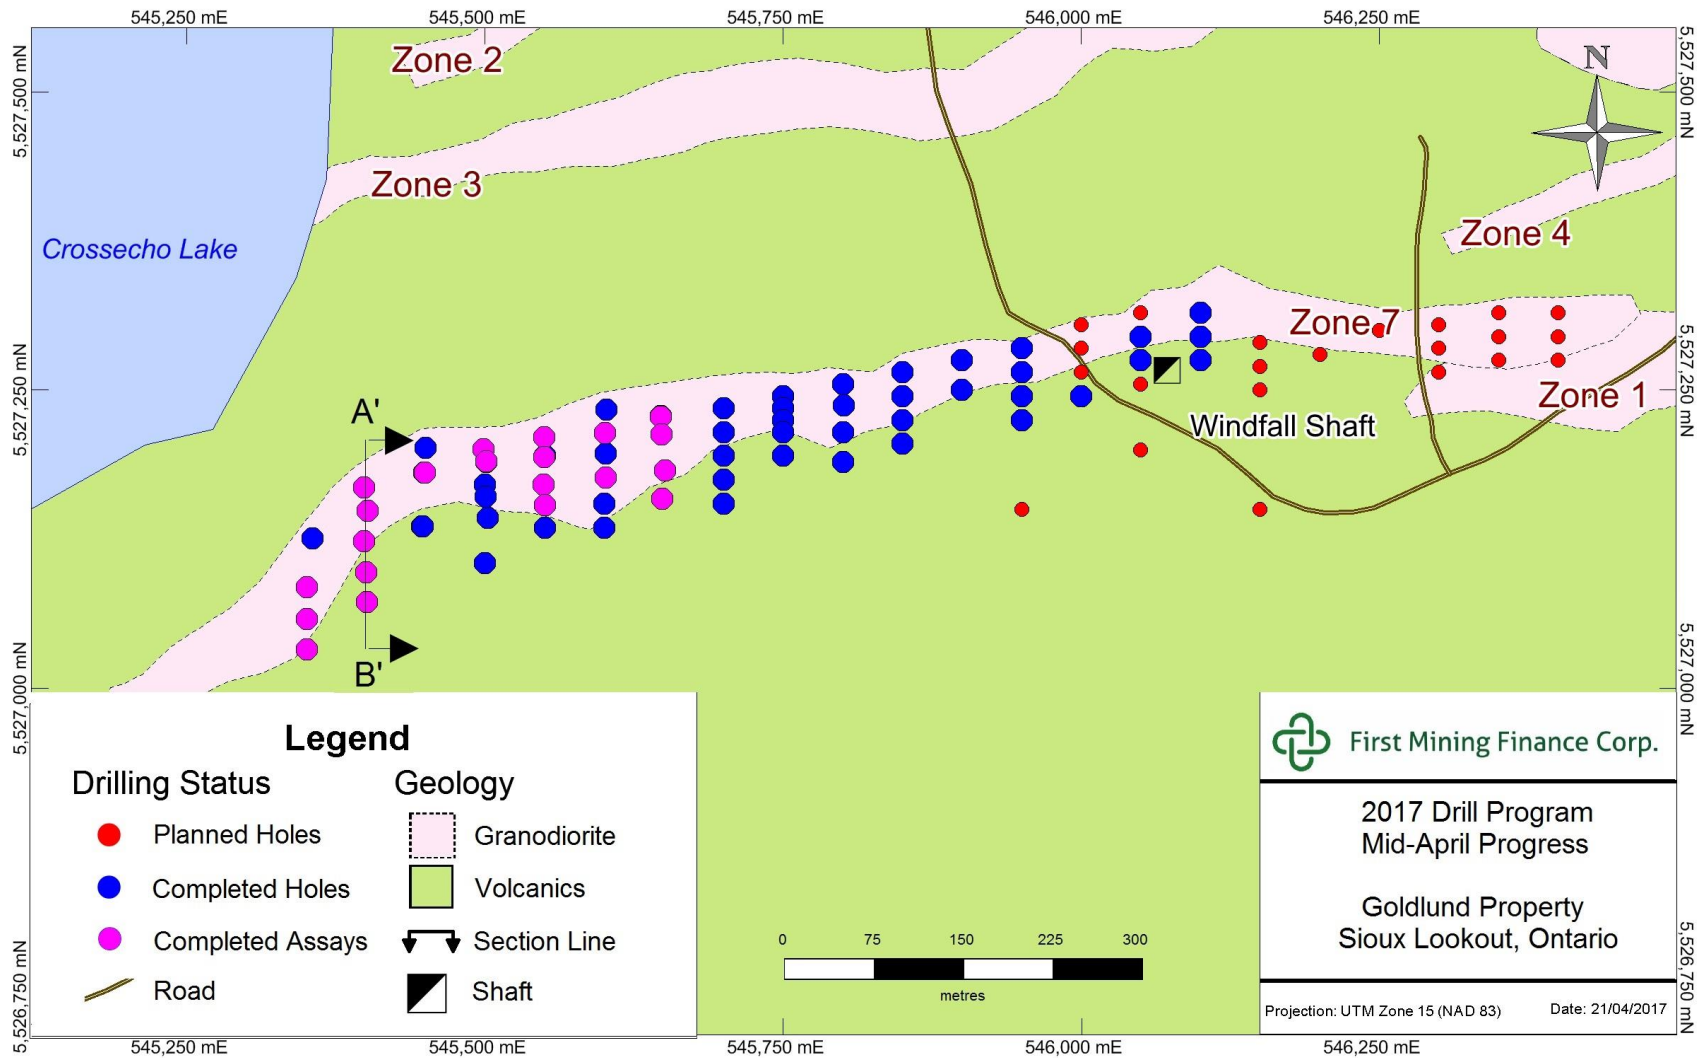 545,250 mE
545,500 mE
545,750 mE
546,000 mE
546,250 mE
5,527,500 mN
5,527,500 mN
N
Zone 2
Zone 3
Crossecho Lake
Zone 4
Zone 7
5,527,250 mN
5,527,250 mN
Zone 1
A'
Windfall Shaft
B'
5,527,000 mN
5,527,000 mN
Legend
Drilling Status
Geology
Planned Holes
Granodiorite
Completed Holes
Volcanics
Completed Assays
Section Line
Road
Shaft
0 75 150 225 300
metres
First Mining Finance Corp.
2017 Drill Program
Mid-April Progress
Goldlund Property
Sioux Lookout, Ontario
Projection: UTM Zone 15 (NAD 83)
Date: 21/04/2017
5,526,750 mN
5,526,750 mN
545,250 mE
545,500 mE
545,750 mE
546,000 mE
546,250 mE